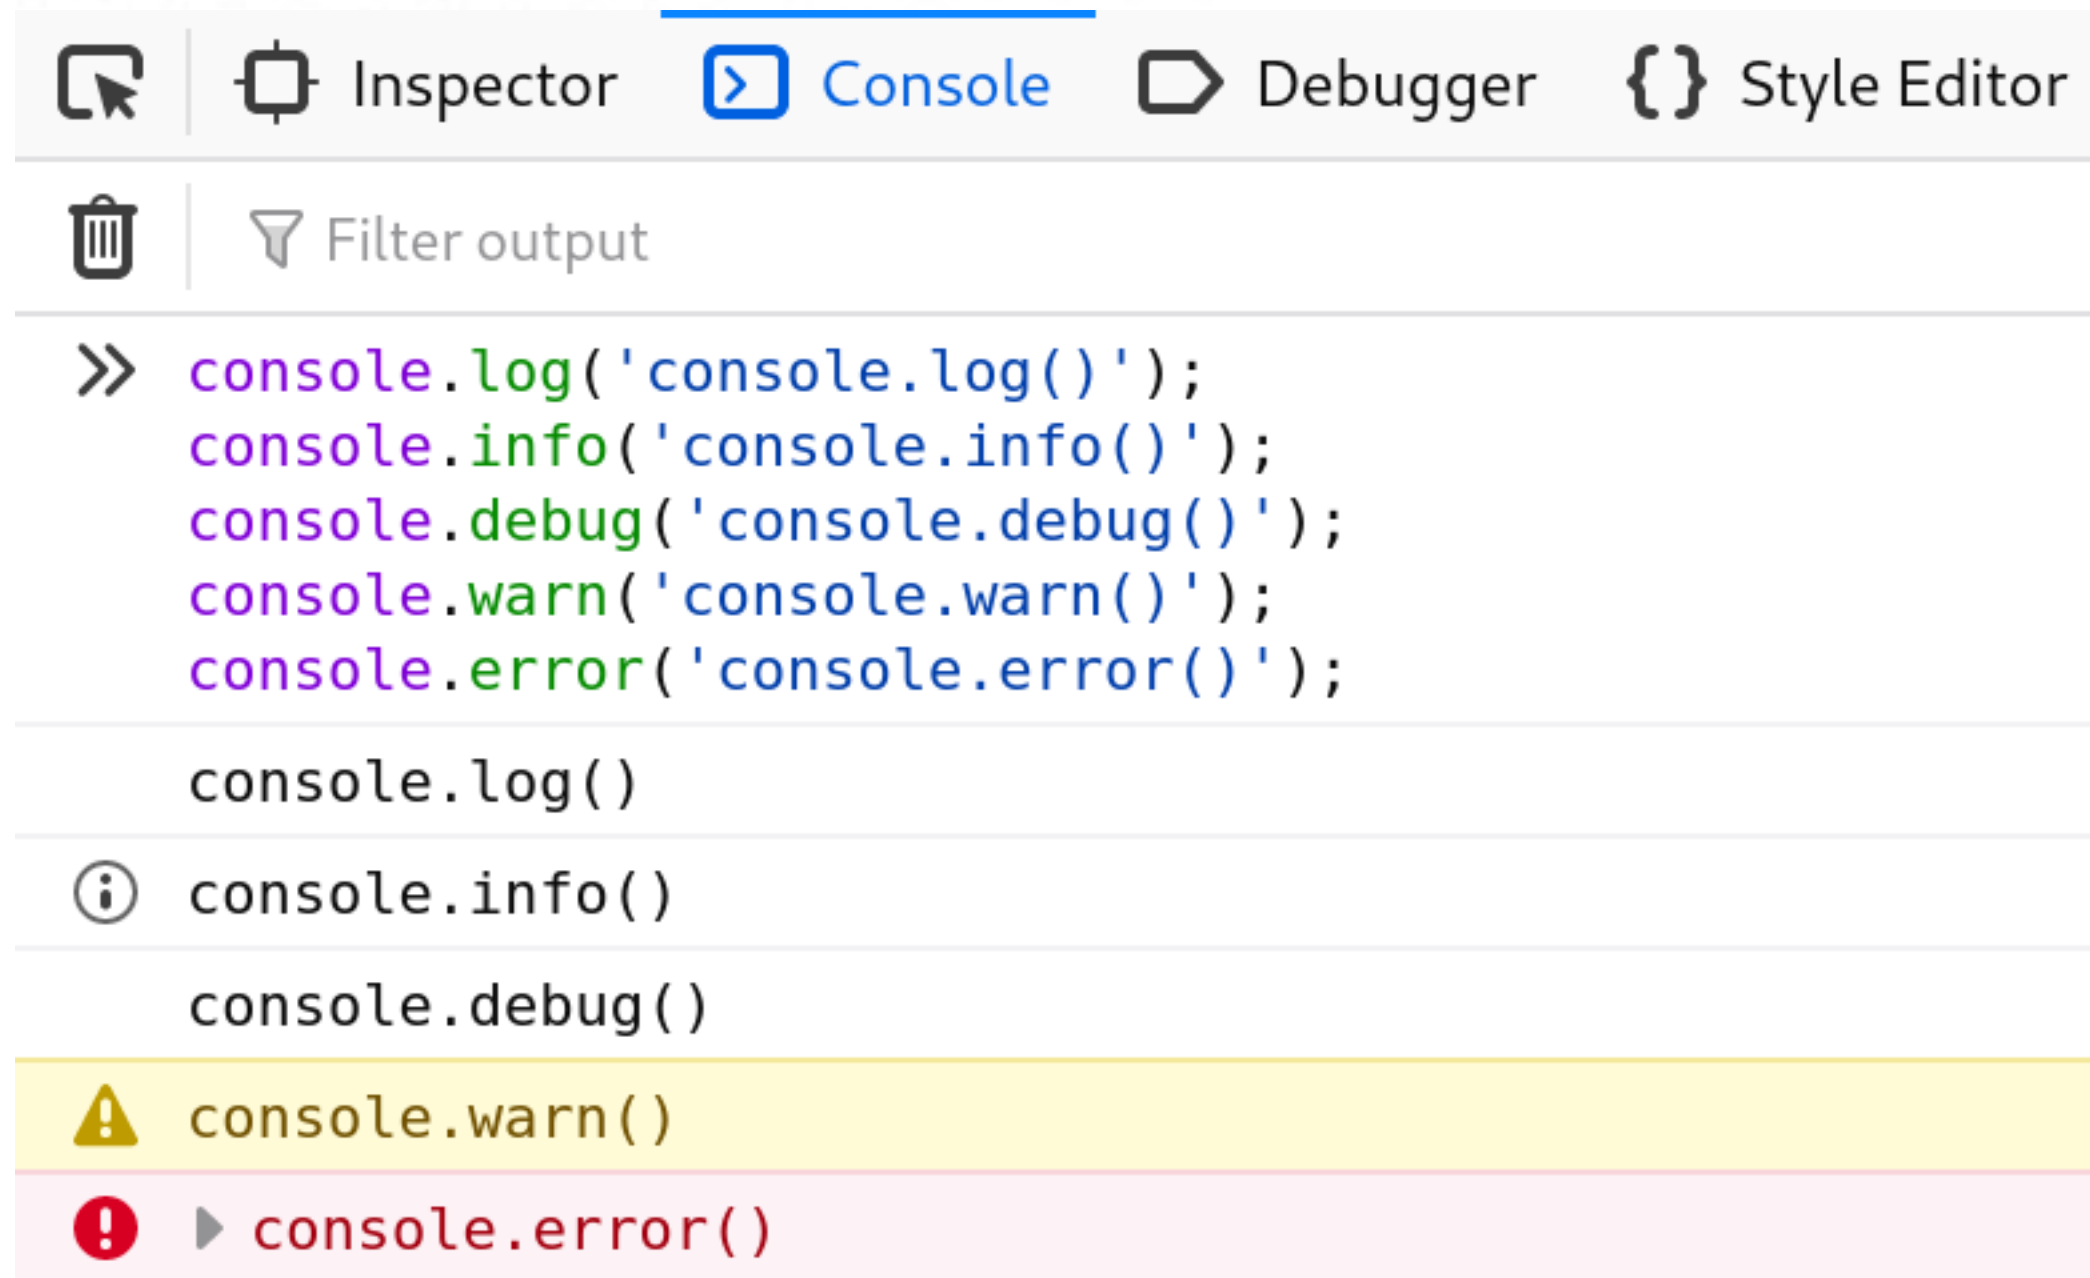 Inspector Console Debugger {} Style Editor
Filter output
» console.log('console.log()');
console.info('console.info()');
console.debug('console.debug()');
console.warn('console.warn()');
console.error('console.error()');
console.log()
console.info()
console.debug()
console.warn()
console.error()